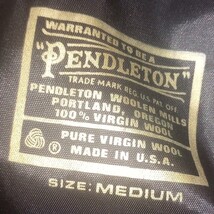 WARRANTED TO BE A
"PENDLETON"
TRADE MARK REG. U.S. PAT. OFF.
PENDLETON WOOLEN MILLS
PORTLAND, OREGON
100% VIRGIN WOOL
® PURE VIRGIN WOOL
MADE IN U.S.A.
SIZE: MEDIUM